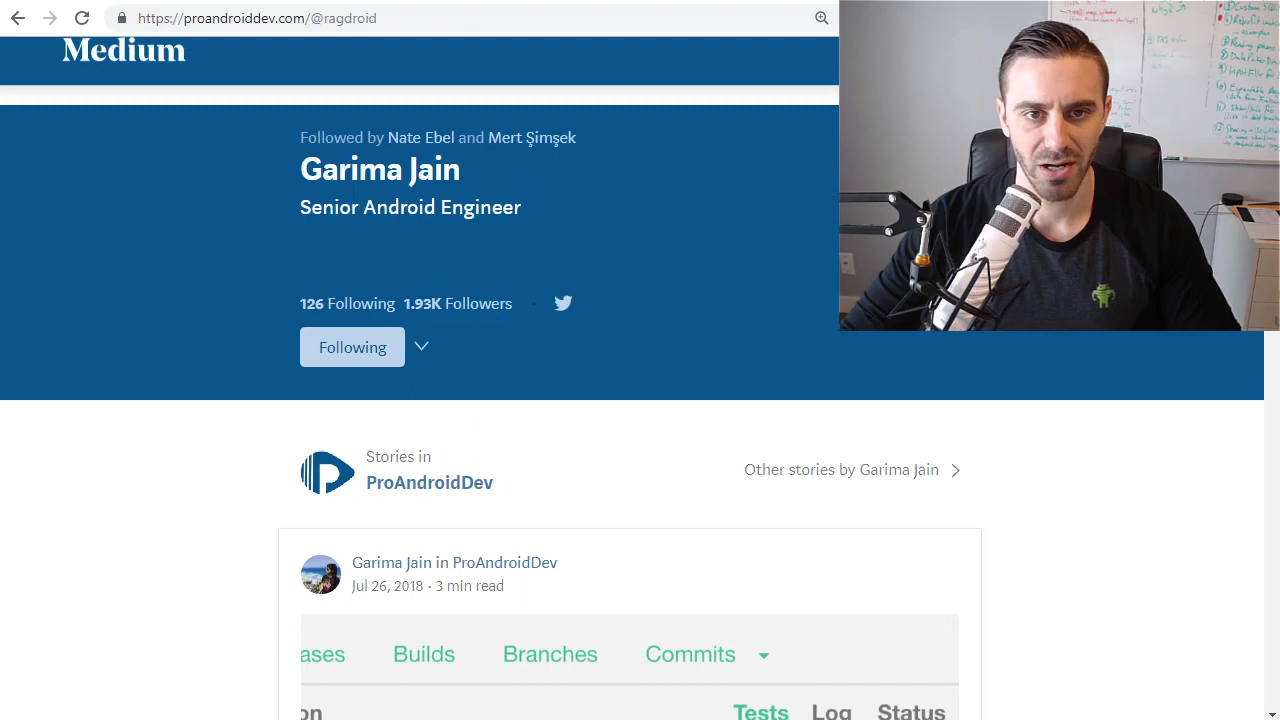 https://proandroiddev.com/@ragdroid
Medium
Followed by Nate Ebel and Mert Şimşek
Garima Jain
Senior Android Engineer
126 Following 1.93K Followers
Following
Stories in
ProAndroidDev
Other stories by Garima Jain
Garima Jain in ProAndroidDev
Jul 26, 2018 · 3 min read
ases Builds Branches Commits
on Tests Log Status